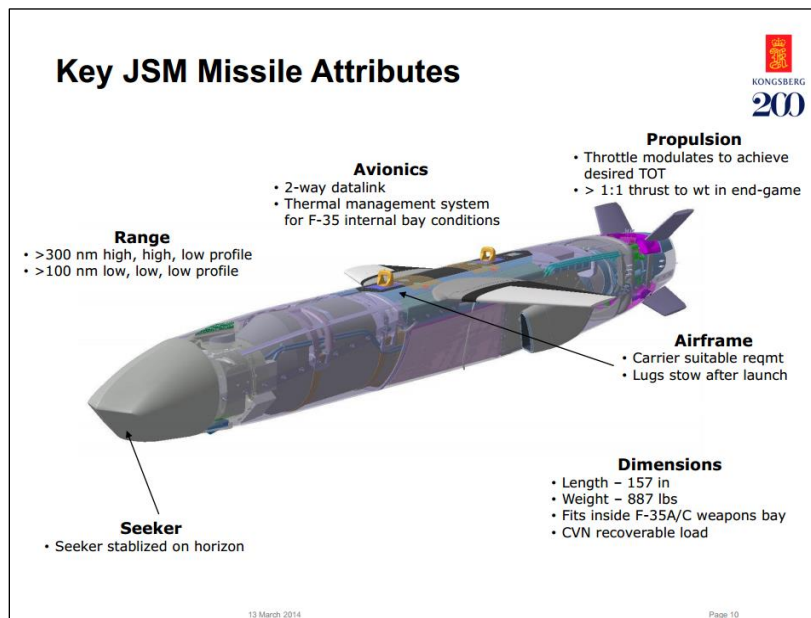 Key JSM Missile Attributes
KONGSBERG
200
Propulsion
• Throttle modulates to achieve
desired TOT
• > 1:1 thrust to wt in end-game
Avionics
• 2-way datalink
• Thermal management system
for F-35 internal bay conditions
Range
• >300 nm high, high, low profile
• >100 nm low, low, low profile
Airframe
• Carrier suitable reqmt
• Lugs stow after launch
Dimensions
• Length – 157 in
• Weight – 887 lbs
• Fits inside F-35A/C weapons bay
• CVN recoverable load
Seeker
• Seeker stablized on horizon
13 March 2014
Page 10